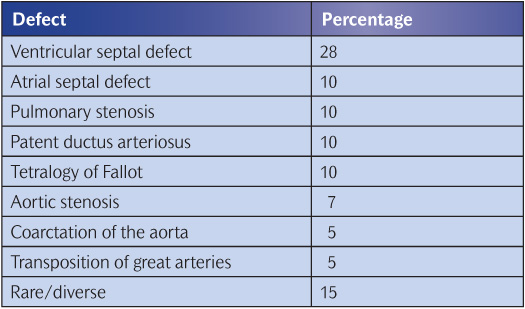 Defect Percentage
Ventricular septal defect 28
Atrial septal defect 10
Pulmonary stenosis 10
Patent ductus arteriosus 10
Tetralogy of Fallot 10
Aortic stenosis 7
Coarctation of the aorta 5
Transposition of great arteries 5
Rare/diverse 15